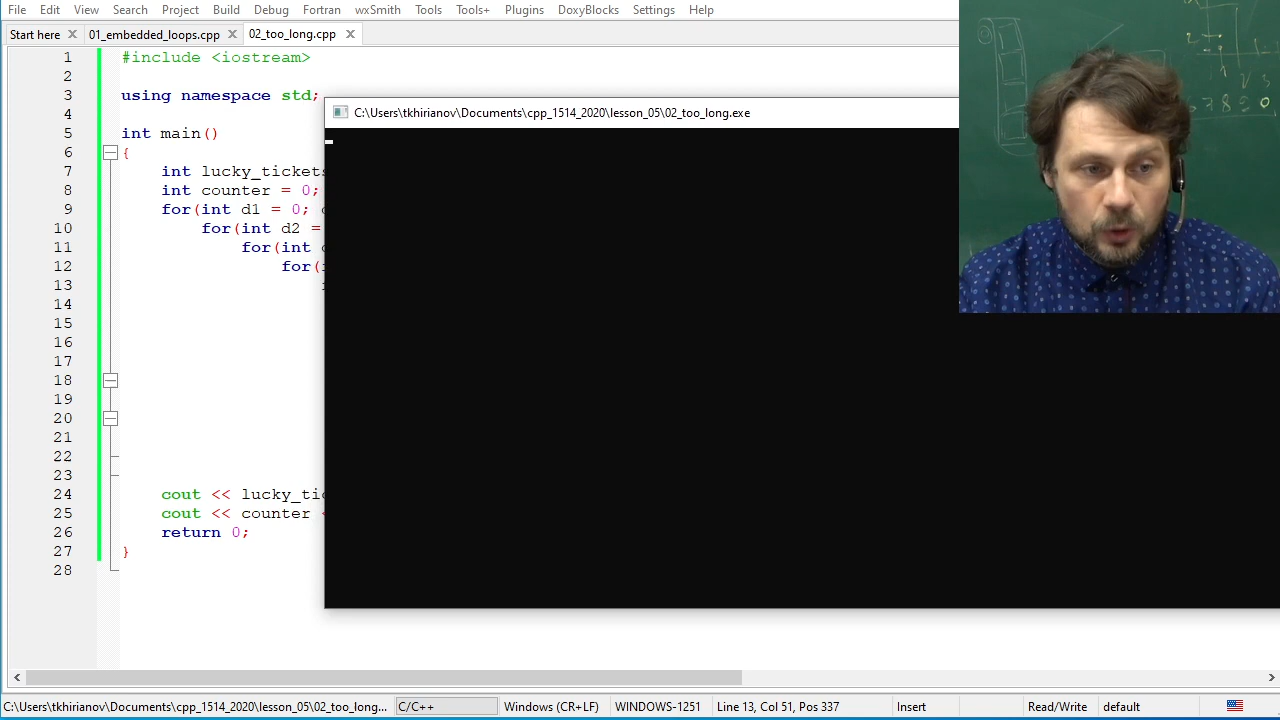 File Edit View Search Project Build Debug Fortran wxSmith Tools Tools+ Plugins DoxyBlocks Settings Help
Start here 01_embedded_loops.cpp 02_too_long.cpp
1 #include <iostream>
2
3 using namespace std;
4
5 int main()
6 {
7 int lucky_tickets
8 int counter = 0;
9 for(int d1 = 0;
10 for(int d2 =
11 for(int
12 for(
13
14
15
16
17
18
19
20
21
22
23
24 cout << lucky_tic
25 cout << counter
26 return 0;
27 }
28
C:\Users\tkhirianov\Documents\cpp_1514_2020\lesson_05\02_too_long.exe
C:\Users\tkhirianov\Documents\cpp_1514_2020\lesson_05\02_too_long... C/C++ Windows (CR+LF) WINDOWS-1251 Line 13, Col 51, Pos 337 Insert Read/Write default